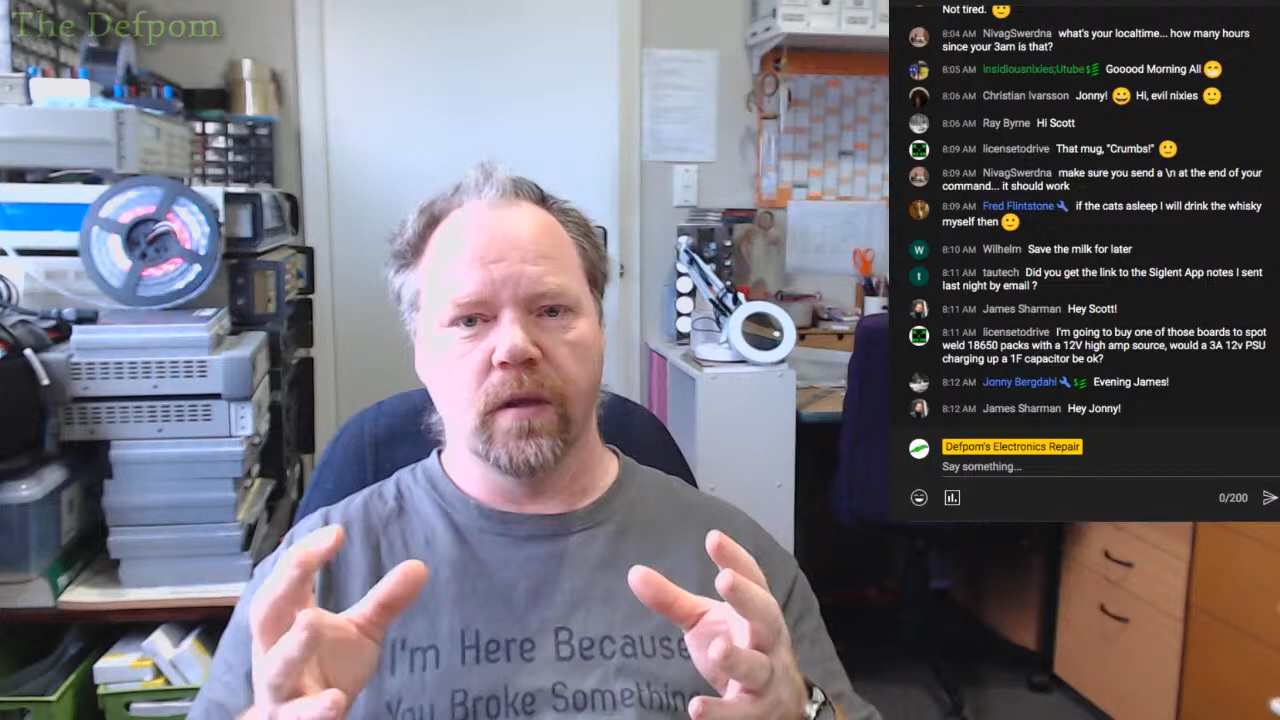 The Defpom
Not tired.
8:04 AM NivagSwerdna what's your localtime... how many hours
since your 3am is that?
8:05 AM insidiousnixies;Utube$ Gooood Morning All
8:06 AM Christian Ivarsson Jonny! Hi, evil nixies
8:06 AM Ray Byrne Hi Scott
8:09 AM licensetodrive That mug, "Crumbs!"
8:09 AM NivagSwerdna make sure you send a \n at the end of your
command... it should work
8:09 AM Fred Flintstone if the cats asleep I will drink the whisky
myself then
W 8:10 AM Wilhelm Save the milk for later
t 8:11 AM tautech Did you get the link to the Siglent App notes I sent
last night by email ?
8:11 AM James Sharman Hey Scott!
8:11 AM licensetodrive I'm going to buy one of those boards to spot
weld 18650 packs with a 12V high amp source, would a 3A 12v PSU
charging up a 1F capacitor be ok?
8:12 AM Jonny Bergdahl $ Evening James!
8:12 AM James Sharman Hey Jonny!
Defpom's Electronics Repair
Say something...
0/200
I'm Here Because
You Broke Something